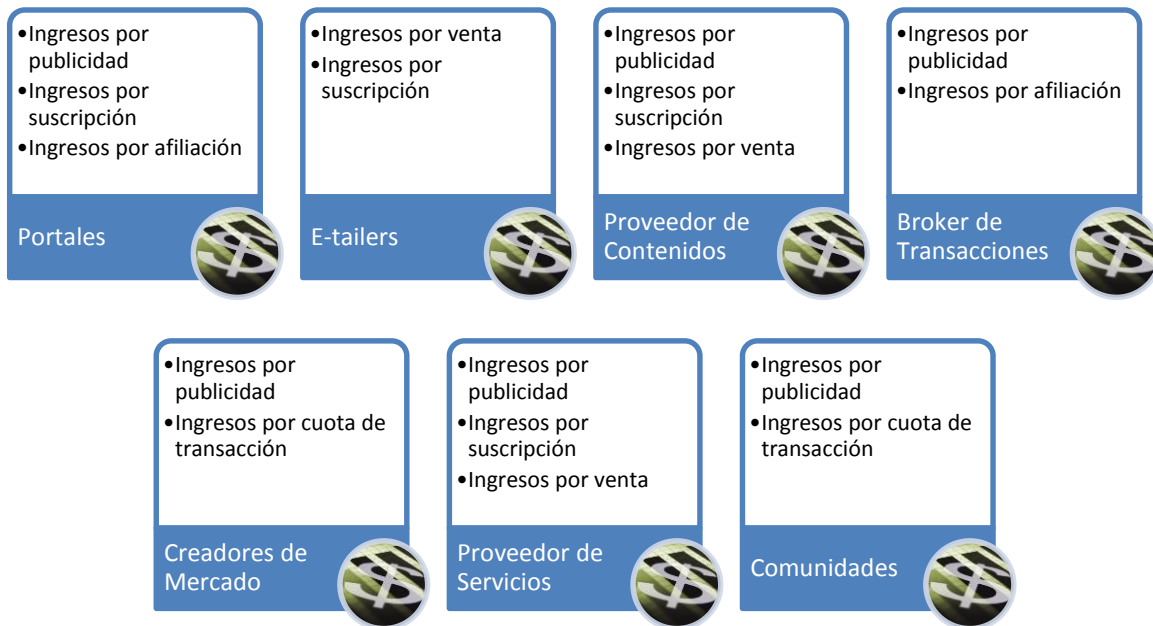 •Ingresos por
publicidad
•Ingresos por
suscripción
•Ingresos por afiliación
Portales
•Ingresos por venta
•Ingresos por
suscripción
E-tailers
•Ingresos por
publicidad
•Ingresos por
suscripción
•Ingresos por venta
Proveedor de
Contenidos
•Ingresos por
publicidad
•Ingresos por afiliación
Broker de
Transacciones
•Ingresos por
publicidad
•Ingresos por cuota de
transacción
Creadores de
Mercado
•Ingresos por
publicidad
•Ingresos por
suscripción
•Ingresos por venta
Proveedor de
Servicios
•Ingresos por
publicidad
•Ingresos por cuota de
transacción
Comunidades